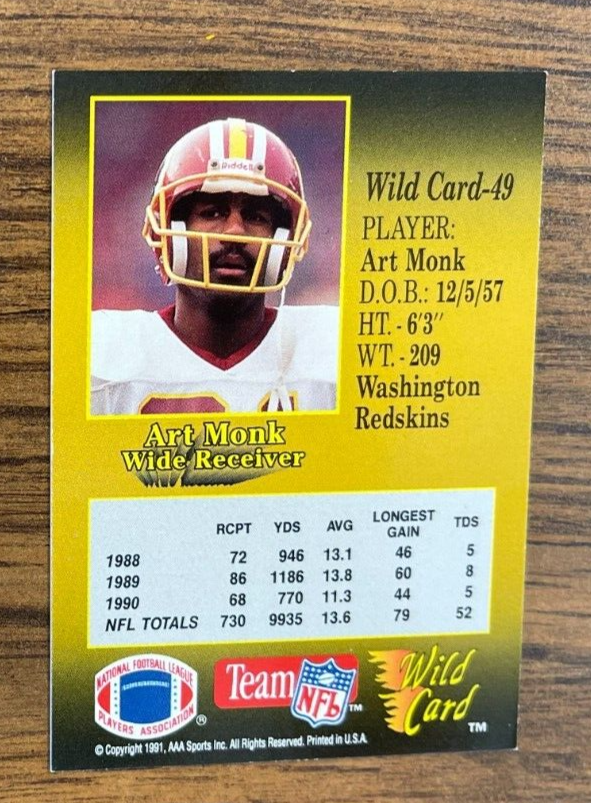 Riddell
Wild Card-49
PLAYER:
Art Monk
D.O.B.: 12/5/57
HT. - 6'3"
WT. - 209
Washington
Redskins
Art Monk
Wide Receiver
RCPT YDS AVG LONGEST GAIN TDS
1988 72 946 13.1 46 5
1989 86 1186 13.8 60 8
1990 68 770 11.3 44 5
NFL TOTALS 730 9935 13.6 79 52
NATIONAL FOOTBALL LEAGUE
PLAYERS ASSOCIATION ®
Team NFL ™
Wild
Card ™
© Copyright 1991, AAA Sports Inc. All Rights Reserved. Printed in U.S.A.